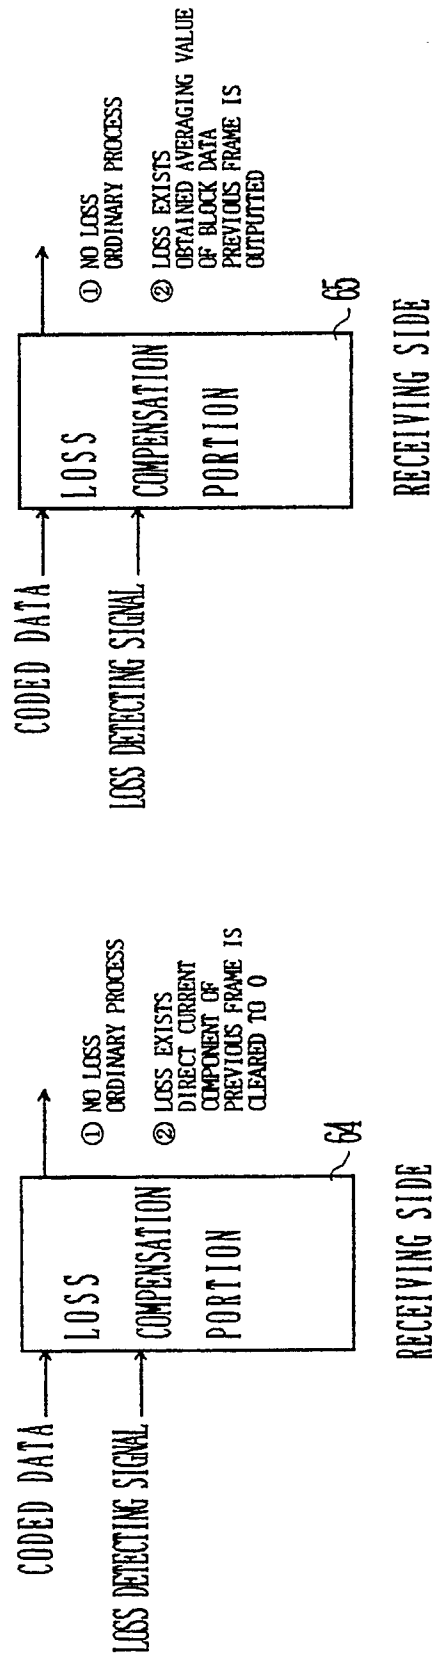 CODED DATA
LOSS DETECTING SIGNAL
LOSS
COMPENSATION
PORTION
64
① NO LOSS
ORDINARY PROCESS
② LOSS EXISTS
DIRECT CURRENT
COMPONENT OF
PREVIOUS FRAME IS
CLEARED TO 0
RECEIVING SIDE
CODED DATA
LOSS DETECTING SIGNAL
LOSS
COMPENSATION
PORTION
65
① NO LOSS
ORDINARY PROCESS
② LOSS EXISTS
OBTAINED AVERAGING VALUE
OF BLOCK DATA
PREVIOUS FRAME IS
OUTPUTTED
RECEIVING SIDE